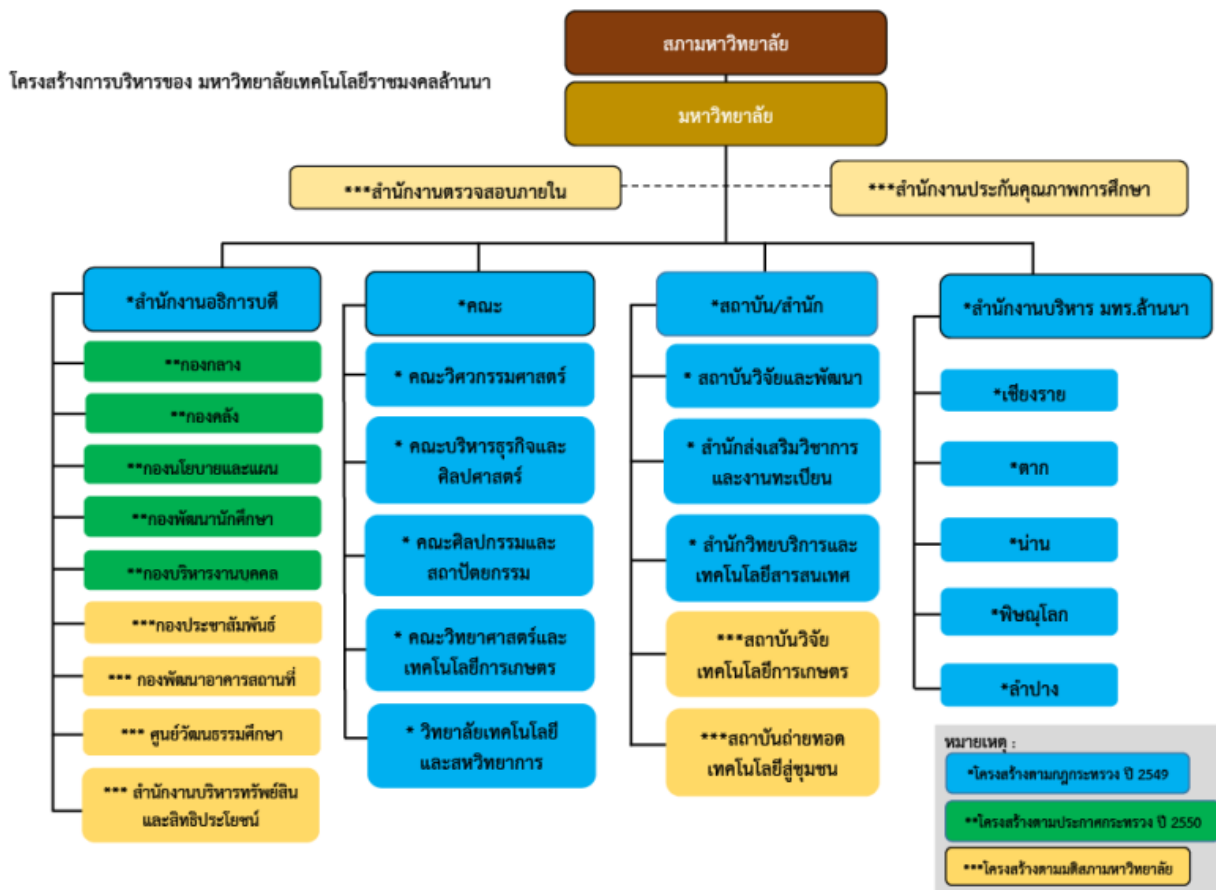 สภามหาวิทยาลัย
โครงสร้างการบริหารของ มหาวิทยาลัยเทคโนโลยีราชมงคลล้านนา
มหาวิทยาลัย
***สำนักงานตรวจสอบภายใน
***สำนักงานประกันคุณภาพการศึกษา
*สำนักงานอธิการบดี
**กองกลาง
**กองคลัง
**กองนโยบายและแผน
**กองพัฒนานักศึกษา
**กองบริหารงานบุคคล
***กองประชาสัมพันธ์
*** กองพัฒนาอาคารสถานที่
*** ศูนย์วัฒนธรรมศึกษา
*** สำนักงานบริหารทรัพย์สิน
และสิทธิประโยชน์
*คณะ
* คณะวิศวกรรมศาสตร์
* คณะบริหารธุรกิจและ
ศิลปศาสตร์
* คณะศิลปกรรมและ
สถาปัตยกรรม
* คณะวิทยาศาสตร์และ
เทคโนโลยีการเกษตร
* วิทยาลัยเทคโนโลยี
และสหวิทยาการ
*สถาบัน/สำนัก
* สถาบันวิจัยและพัฒนา
* สำนักส่งเสริมวิชาการ
และงานทะเบียน
* สำนักวิทยบริการและ
เทคโนโลยีสารสนเทศ
***สถาบันวิจัย
เทคโนโลยีการเกษตร
***สถาบันถ่ายทอด
เทคโนโลยีสู่ชุมชน
*สำนักงานบริหาร มทร.ล้านนา
*เชียงราย
*ตาก
*น่าน
*พิษณุโลก
*ลำปาง
หมายเหตุ :
*โครงสร้างตามกฎกระทรวง ปี 2549
**โครงสร้างตามประกาศกระทรวง ปี 2550
***โครงสร้างตามมติสภามหาวิทยาลัย